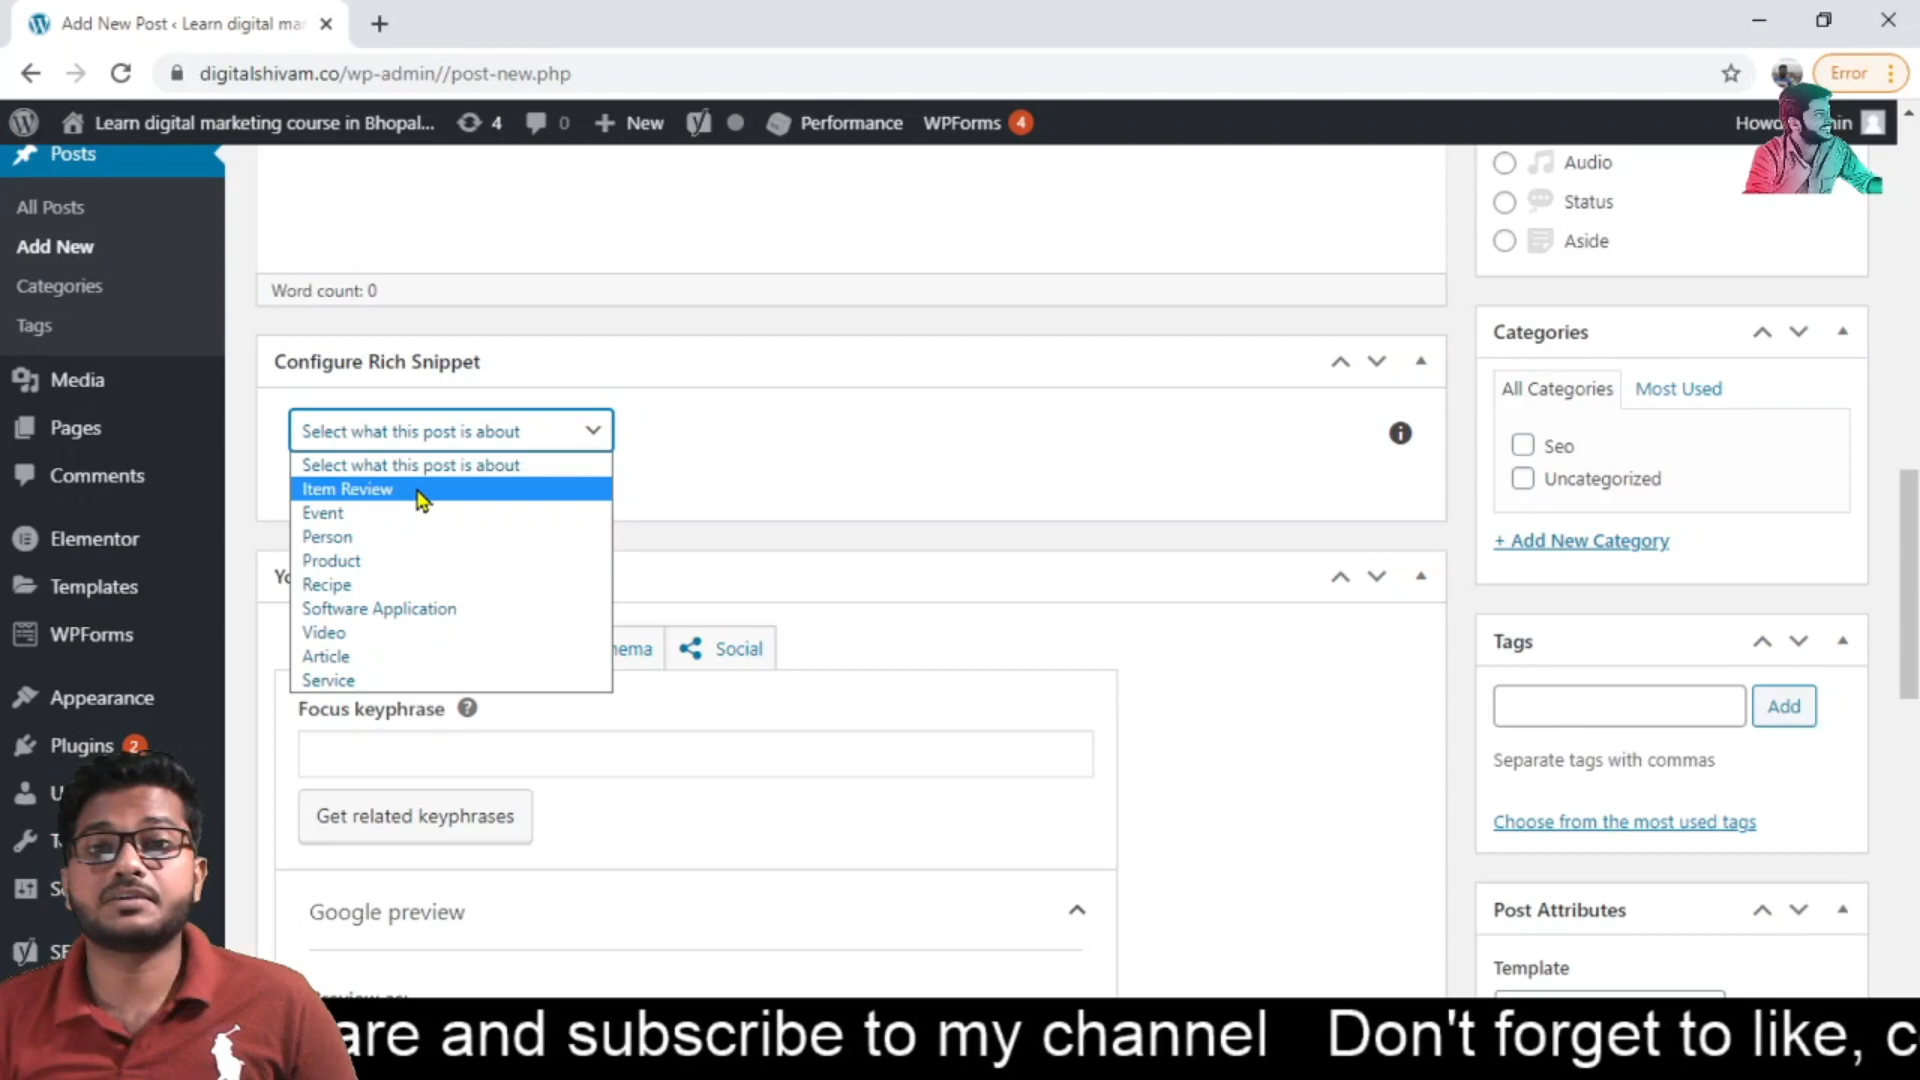 Add New Post ‹ Learn digital ma
digitalshivam.co/wp-admin//post-new.php
Error
Learn digital marketing course in Bhopal...
4
0
New
Performance
WPForms 4
Posts
All Posts
Add New
Categories
Tags
Media
Pages
Comments
Elementor
Templates
WPForms
Appearance
Plugins 2
Word count: 0
Configure Rich Snippet
Select what this post is about
Select what this post is about
Item Review
Event
Person
Product
Recipe
Software Application
Video
Article
Service
Social
Focus keyphrase
Get related keyphrases
Google preview
Audio
Status
Aside
Categories
All Categories
Most Used
Seo
Uncategorized
+ Add New Category
Tags
Add
Separate tags with commas
Choose from the most used tags
Post Attributes
Template
are and subscribe to my channel Don't forget to like, c